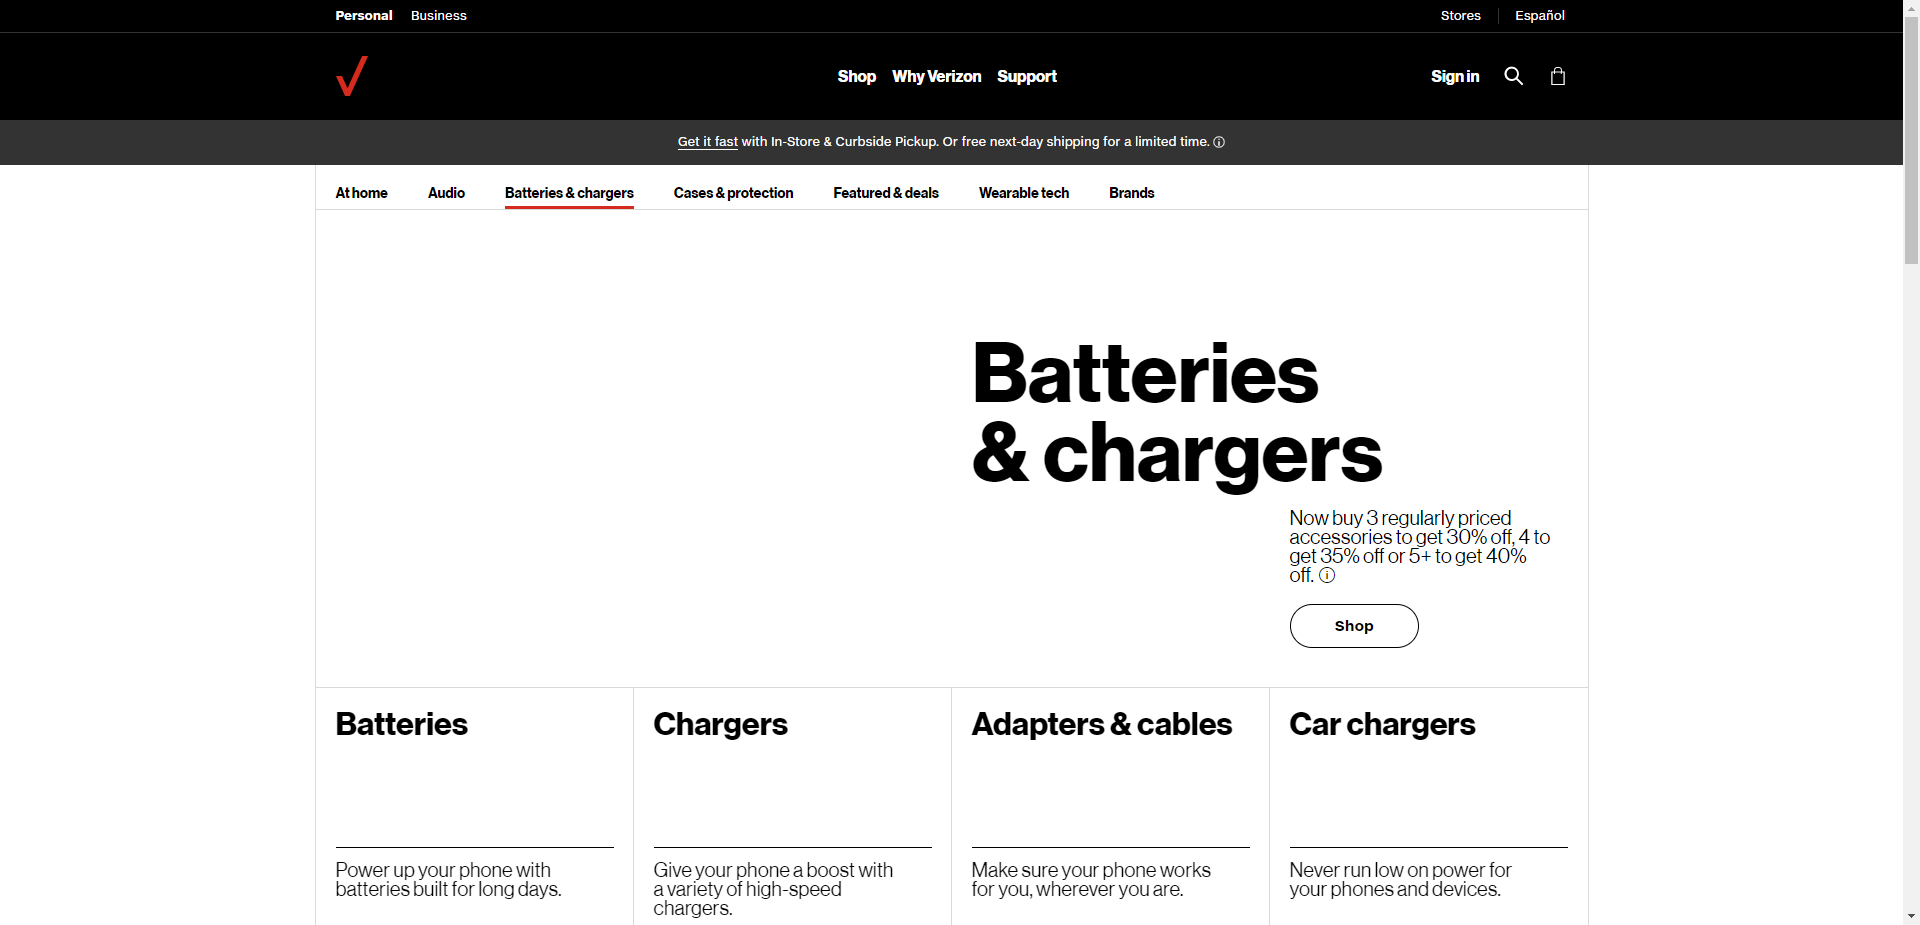 Personal Business Stores Español
Shop Why Verizon Support Sign in
Get it fast with In-Store & Curbside Pickup. Or free next-day shipping for a limited time.
At home Audio Batteries & chargers Cases & protection Featured & deals Wearable tech Brands
Batteries
& chargers
Now buy 3 regularly priced
accessories to get 30% off, 4 to
get 35% off or 5+ to get 40%
off.
Shop
Batteries
Power up your phone with
batteries built for long days.
Chargers
Give your phone a boost with
a variety of high-speed
chargers.
Adapters & cables
Make sure your phone works
for you, wherever you are.
Car chargers
Never run low on power for
your phones and devices.